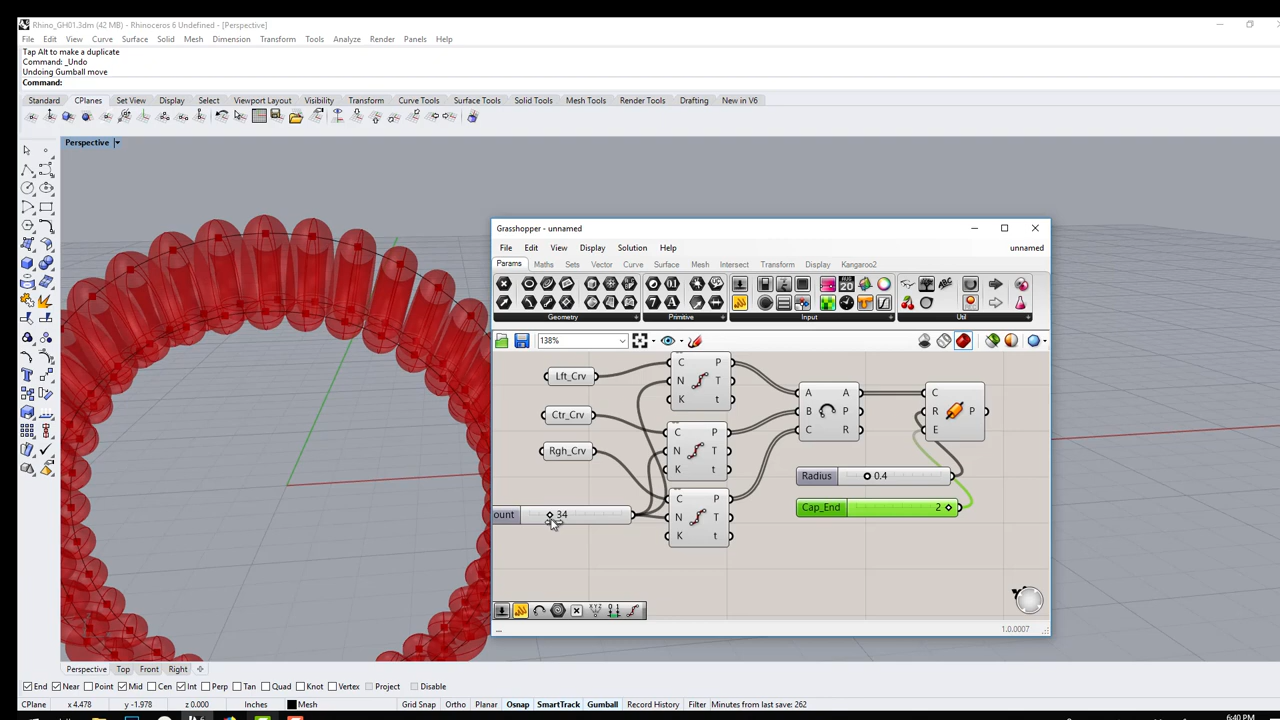 Rhino_GH01.3dm (42 MB) - Rhinoceros 6 Undefined - [Perspective]
File Edit View Curve Surface Solid Mesh Dimension Transform Tools Analyze Render Panels Help
Tap Alt to make a duplicate
Command: _Undo
Undoing Gumball move
Command:
Standard CPlanes Set View Display Select Viewport Layout Visibility Transform Curve Tools Surface Tools Solid Tools Mesh Tools Render Tools Drafting New in V6
Perspective
Grasshopper - unnamed
File Edit View Display Solution Help unnamed
Params Maths Sets Vector Curve Surface Mesh Intersect Transform Display Kangaroo2
Geometry Primitive Input Util
138%
Lft_Crv
C P
N T
K t
Ctr_Crv
C P
N T
K t
Rgh_Crv
ount 34
C P
N T
K t
A A
B P
C R
C
R P
E
Radius 0.4
Cap_End 2
... 1.0.0007
Perspective Top Front Right
End Near Point Mid Cen Int Perp Tan Quad Knot Vertex Project Disable
CPlane x 4.478 y -1.978 z 0.000 Inches Mesh Grid Snap Ortho Planar Osnap SmartTrack Gumball Record History Filter Minutes from last save: 262
6:40 PM